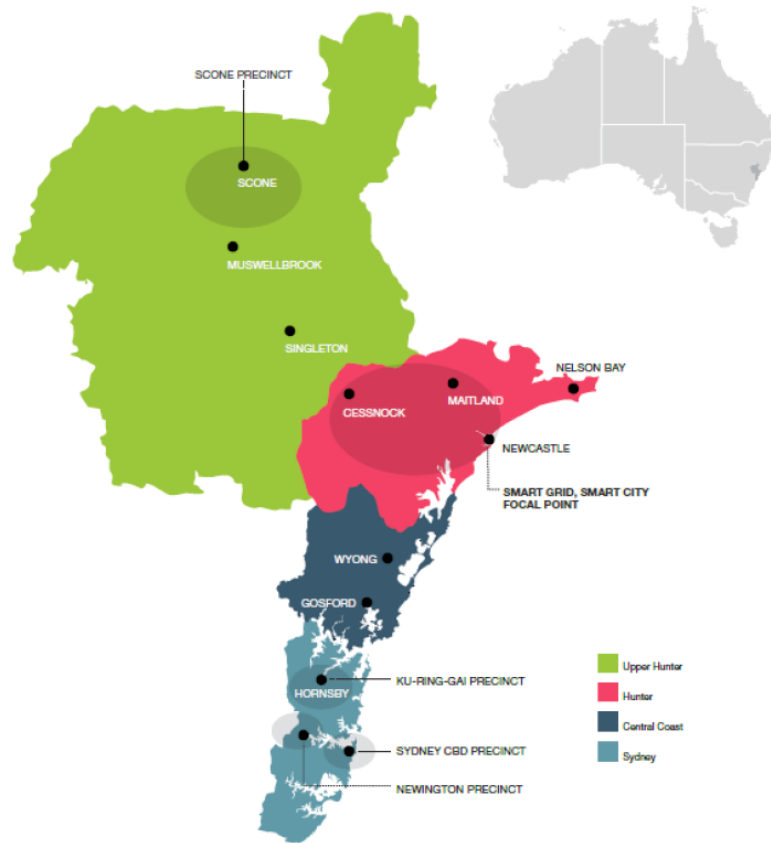 SCONE PRECINCT
SCONE
MUSWELLBROOK
SINGLETON
NELSON BAY
MAITLAND
CESSNOCK
NEWCASTLE
SMART GRID, SMART CITY
FOCAL POINT
WYONG
GOSFORD
HORNSBY
KU-RING-GAI PRECINCT
SYDNEY CBD PRECINCT
NEWINGTON PRECINCT
Upper Hunter
Hunter
Central Coast
Sydney